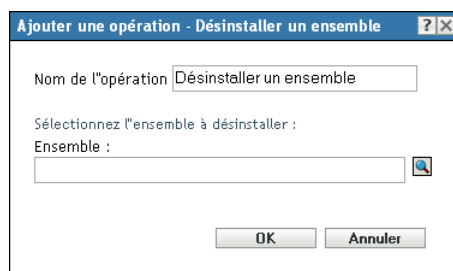 Ajouter une opération - Désinstaller un ensemble ? X
Nom de l"opération Désinstaller un ensemble
Sélectionnez l"ensemble à désinstaller :
Ensemble :
OK Annuler